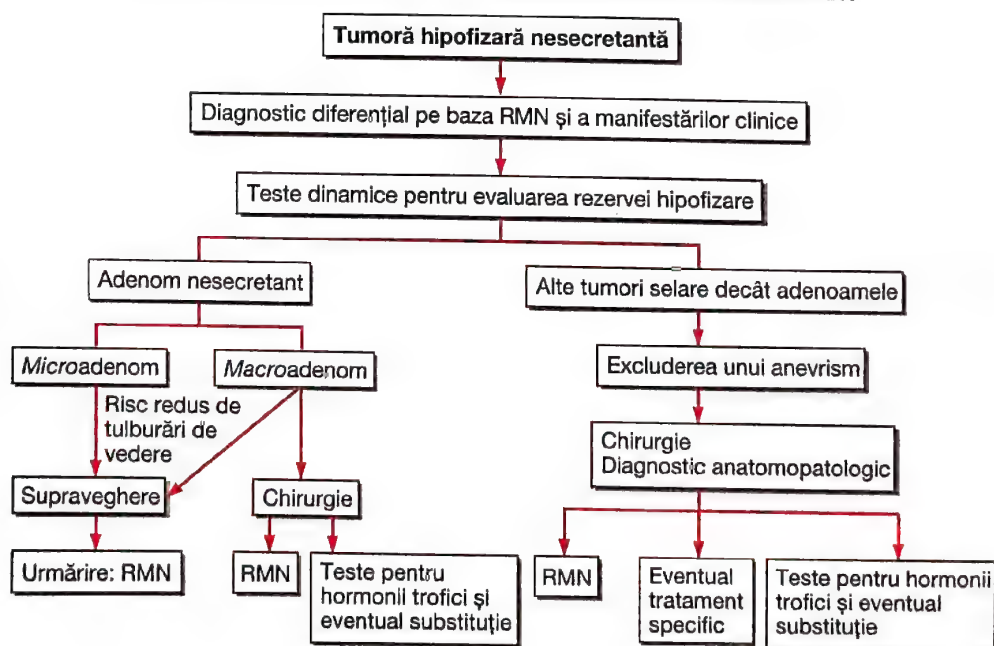 Tumoră hipofizară nesecretantă
Diagnostic diferențial pe baza RMN și a manifestărilor clinice
Teste dinamice pentru evaluarea rezervei hipofizare
Adenom nesecretant
Alte tumori selare decât adenoamele
Microadenom
Macroadenom
Excluderea unui anevrism
Risc redus de
tulburări de
vedere
Chirurgie
Diagnostic anatomopatologic
Supraveghere
Chirurgie
Urmărire: RMN
RMN
Teste pentru
hormonii trofici și
eventual substituție
RMN
Eventual
tratament
specific
Teste pentru hormonii
trofici și eventual
substituție